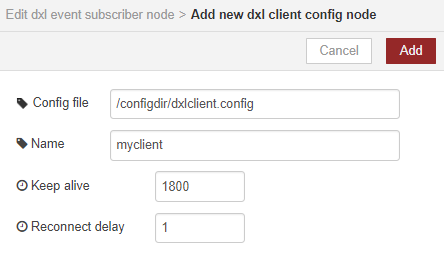 Edit dxl event subscriber node > Add new dxl client config node
Cancel Add
Config file /configdir/dxlclient.config
Name myclient
Keep alive 1800
Reconnect delay 1